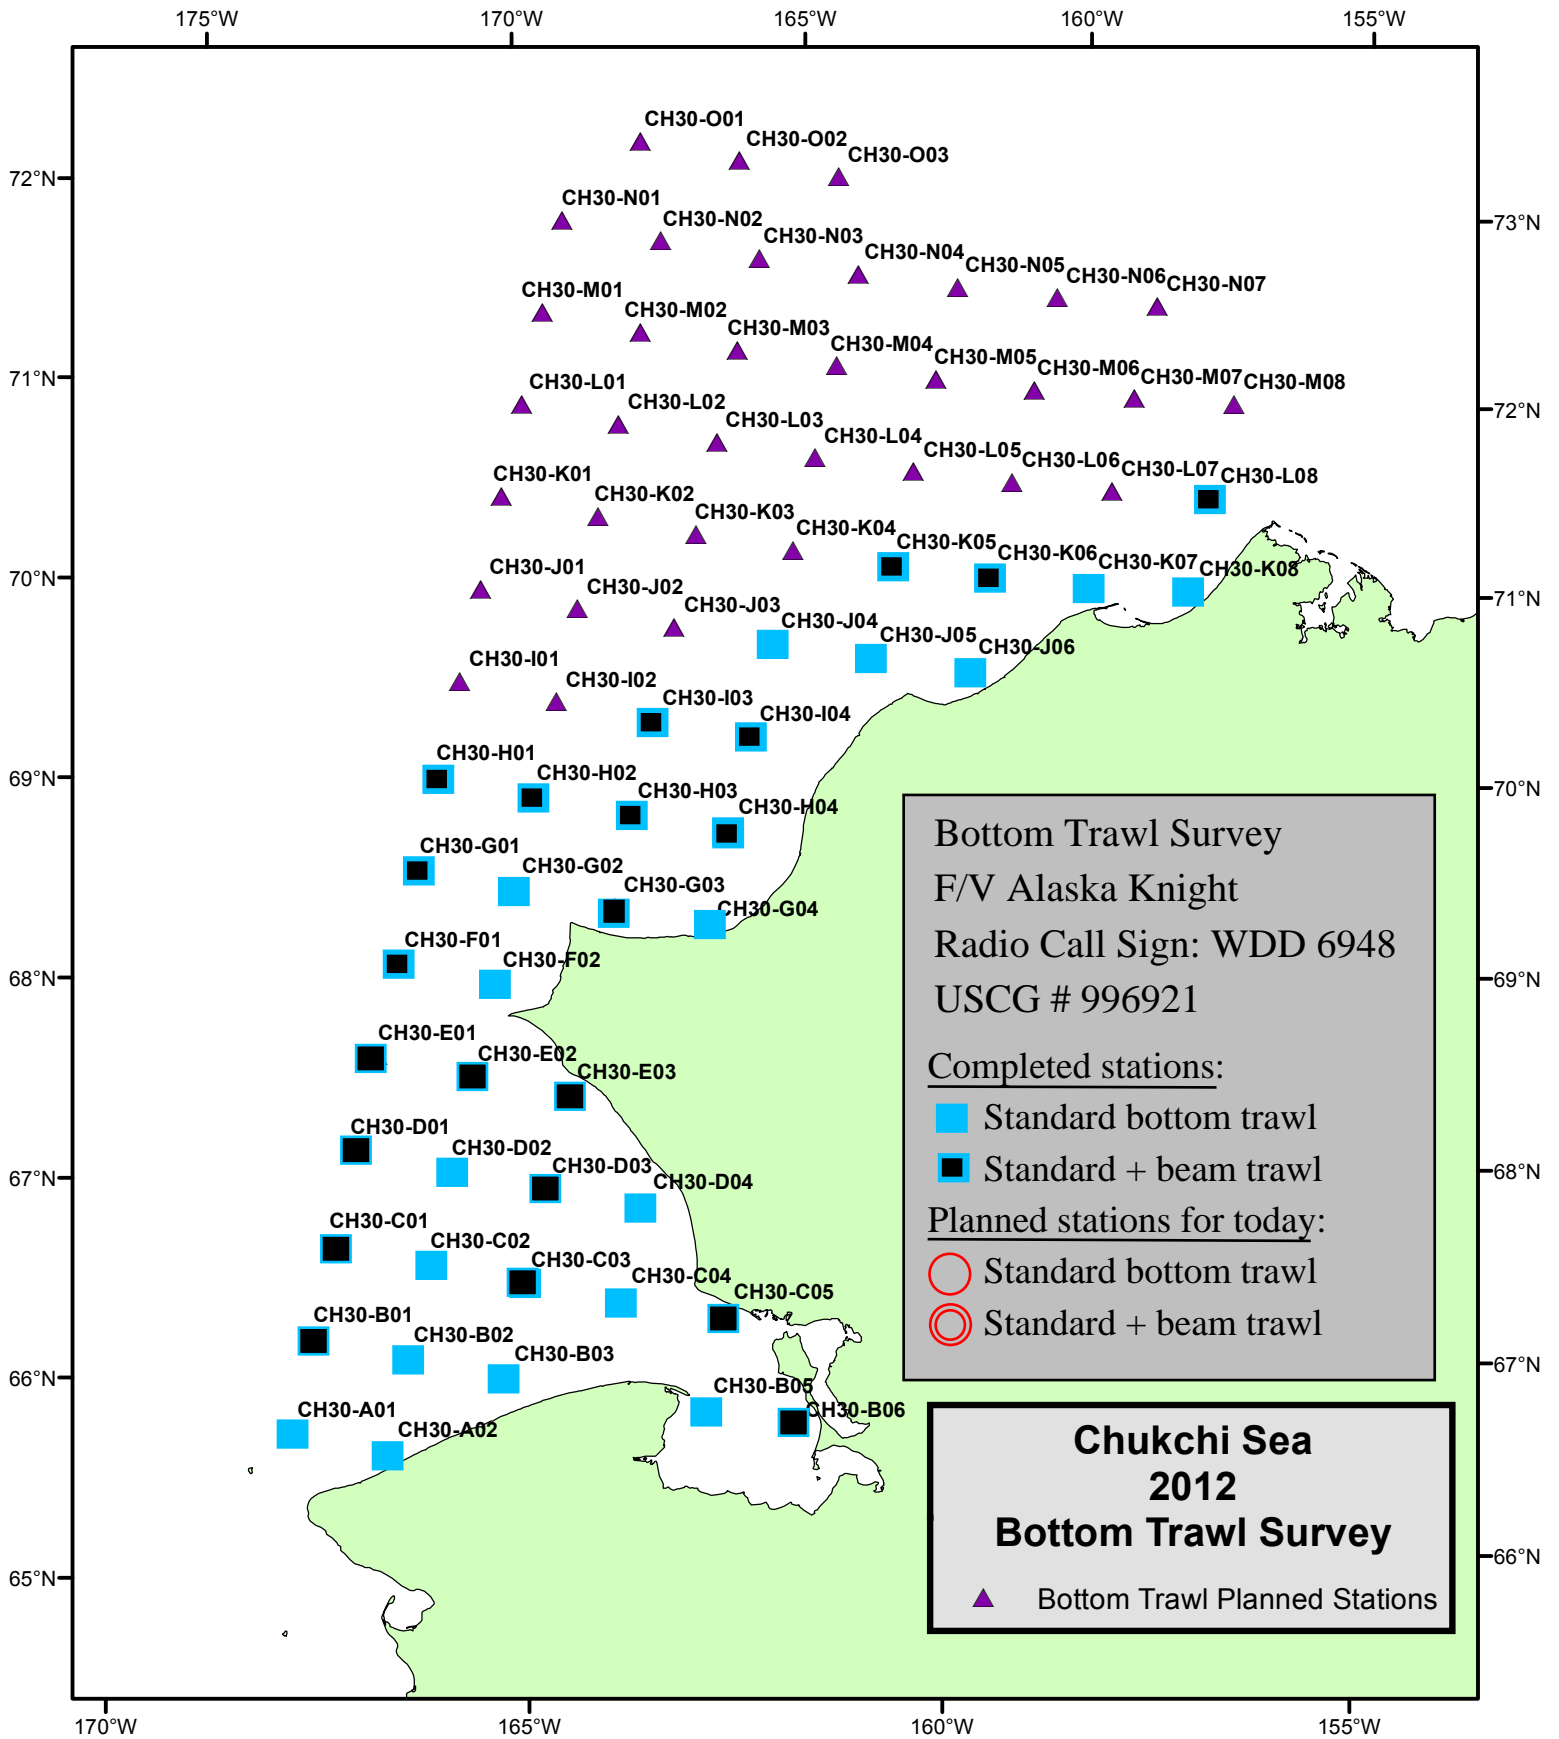 175°W 170°W 165°W 160°W 155°W
CH30-O01
CH30-O02
CH30-O03
72°N
CH30-N01
CH30-N02
73°N
CH30-N03
CH30-N04
CH30-N05
CH30-N06
CH30-N07
CH30-M01
CH30-M02
CH30-M03
CH30-M04
CH30-M05
CH30-M06
CH30-M07
CH30-M08
71°N
CH30-L01
CH30-L02
72°N
CH30-L03
CH30-L04
CH30-L05
CH30-L06
CH30-L07
CH30-L08
CH30-K01
CH30-K02
CH30-K03
CH30-K04
CH30-K05
CH30-K06
CH30-K07
CH30-K08
70°N
CH30-J01
CH30-J02
71°N
CH30-J03
CH30-J04
CH30-J05
CH30-J06
CH30-I01
CH30-I02
CH30-I03
CH30-I04
CH30-H01
69°N
CH30-H02
CH30-H03
70°N
CH30-H04
CH30-G01
CH30-G02
CH30-G03
CH30-G04
CH30-F01
CH30-F02
68°N
69°N
CH30-E01
CH30-E02
CH30-E03
CH30-D01
CH30-D02
CH30-D03
CH30-D04
67°N
68°N
CH30-C01
CH30-C02
CH30-C03
CH30-C04
CH30-C05
CH30-B01
CH30-B02
CH30-B03
66°N
67°N
CH30-B05
CH30-B06
CH30-A01
CH30-A02
66°N
65°N
Bottom Trawl Survey
F/V Alaska Knight
Radio Call Sign: WDD 6948
USCG # 996921
Completed stations:
Standard bottom trawl
Standard + beam trawl
Planned stations for today:
Standard bottom trawl
Standard + beam trawl
Chukchi Sea
2012
Bottom Trawl Survey
Bottom Trawl Planned Stations
170°W 165°W 160°W 155°W